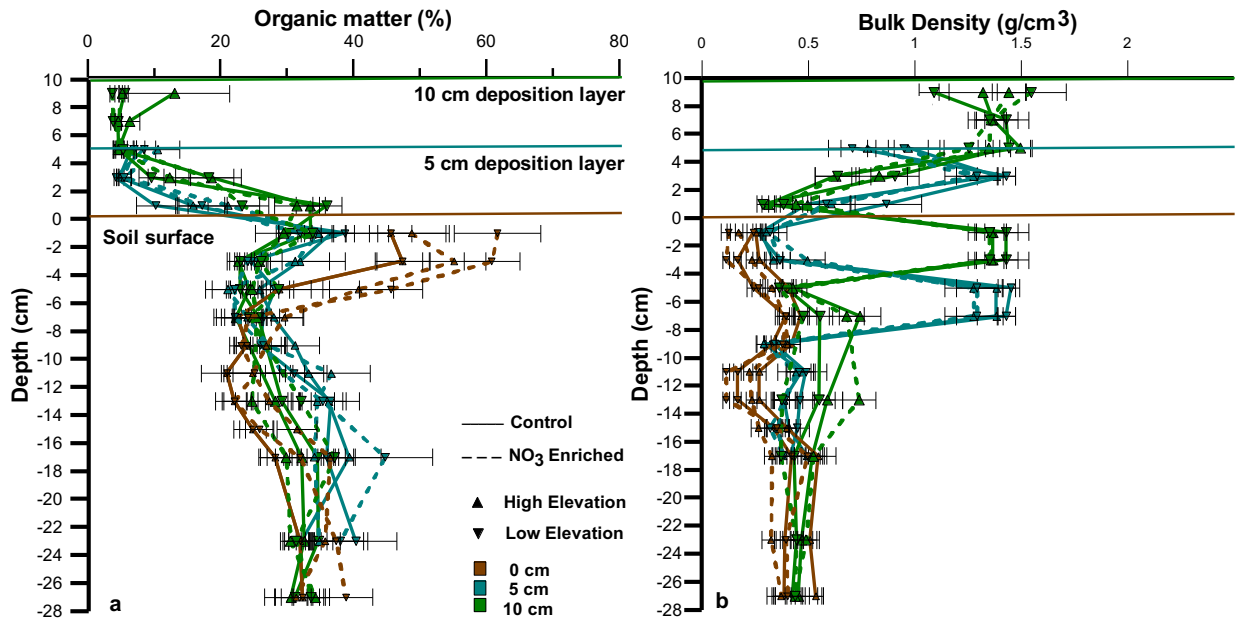 Organic matter (%)
0 20 40 60 80
10
8
6
4
2
0
-2
-4
-6
-8
-10
-12
-14
-16
-18
-20
-22
-24
-26
-28
Depth (cm)
10 cm deposition layer
5 cm deposition layer
Soil surface
Control
NO3 Enriched
High Elevation
Low Elevation
0 cm
5 cm
10 cm
a
Bulk Density (g/cm3)
0 0.5 1 1.5 2
10
8
6
4
2
0
-2
-4
-6
-8
-10
-12
-14
-16
-18
-20
-22
-24
-26
-28
Depth (cm)
b